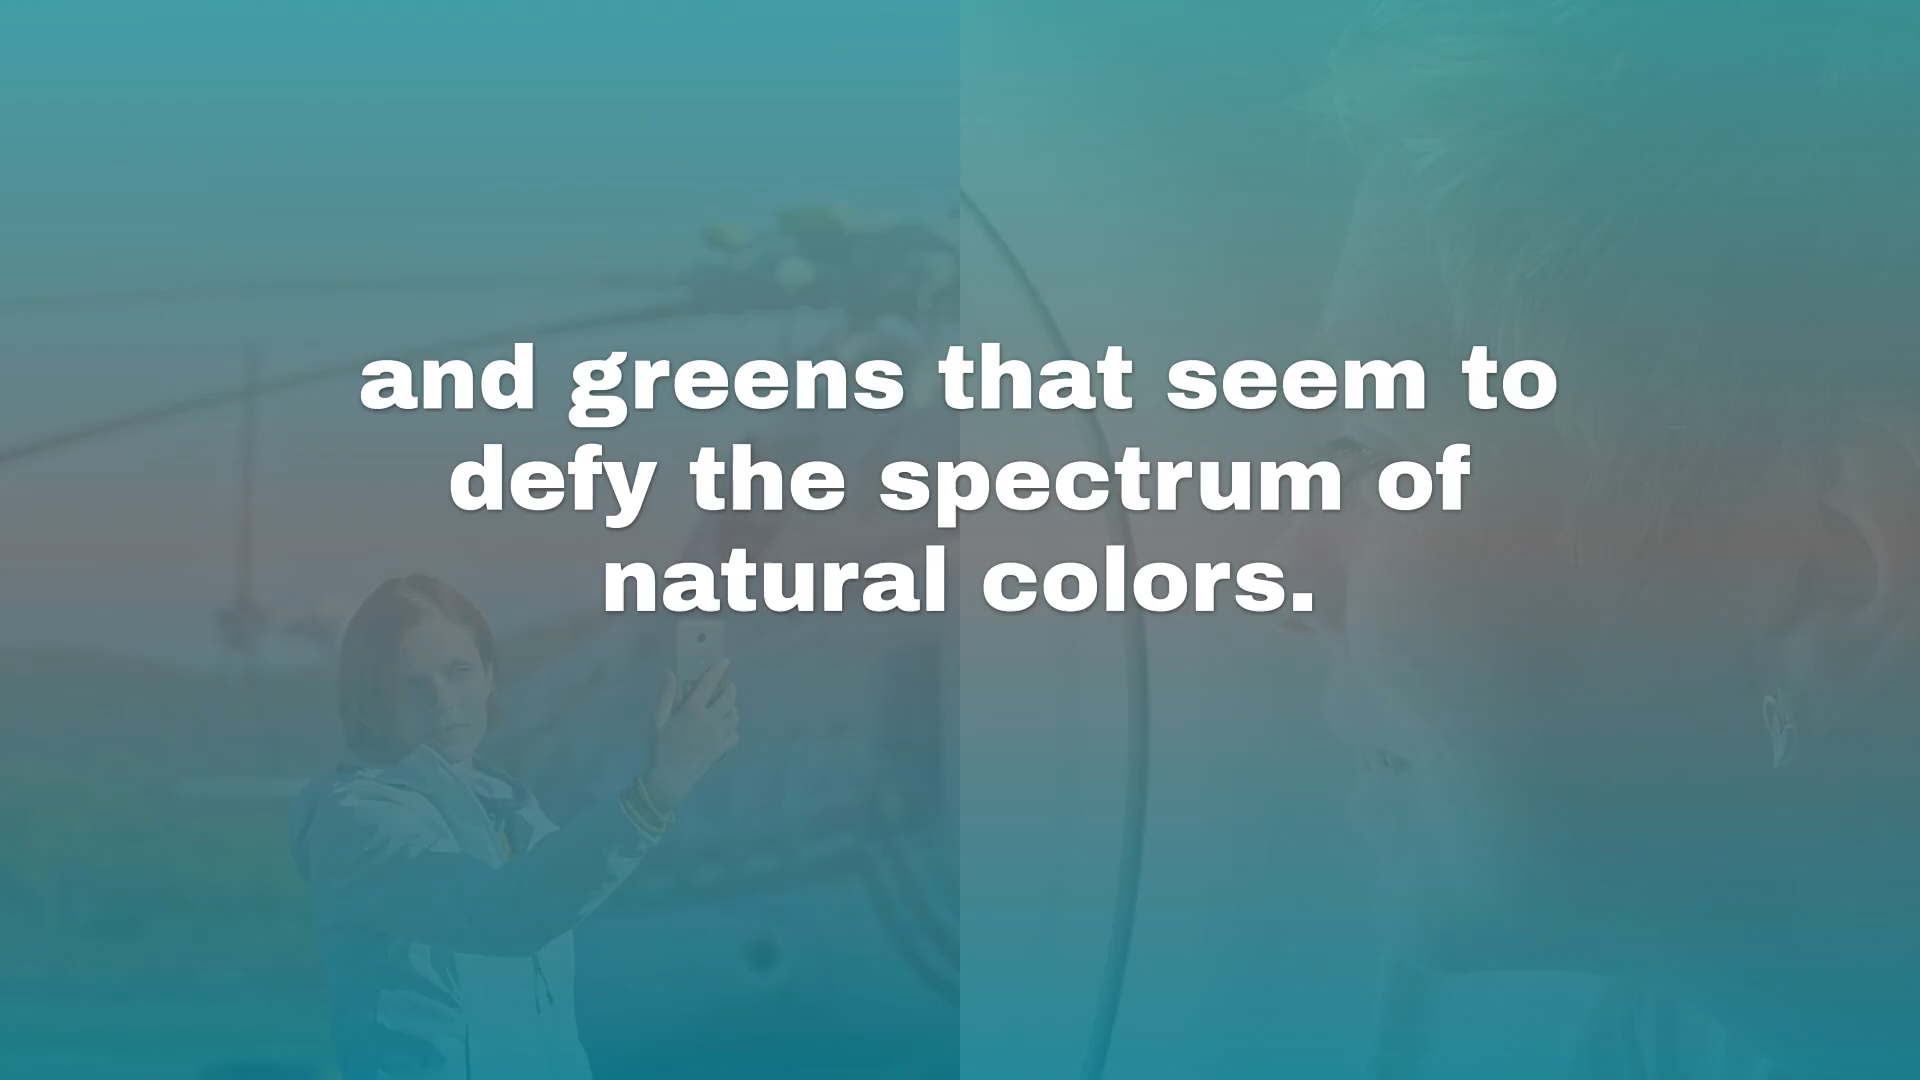 and greens that seem to
defy the spectrum of
natural colors.